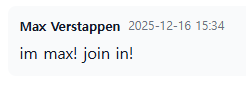 Max Verstappen 2025-12-16 15:34
im max! join in!